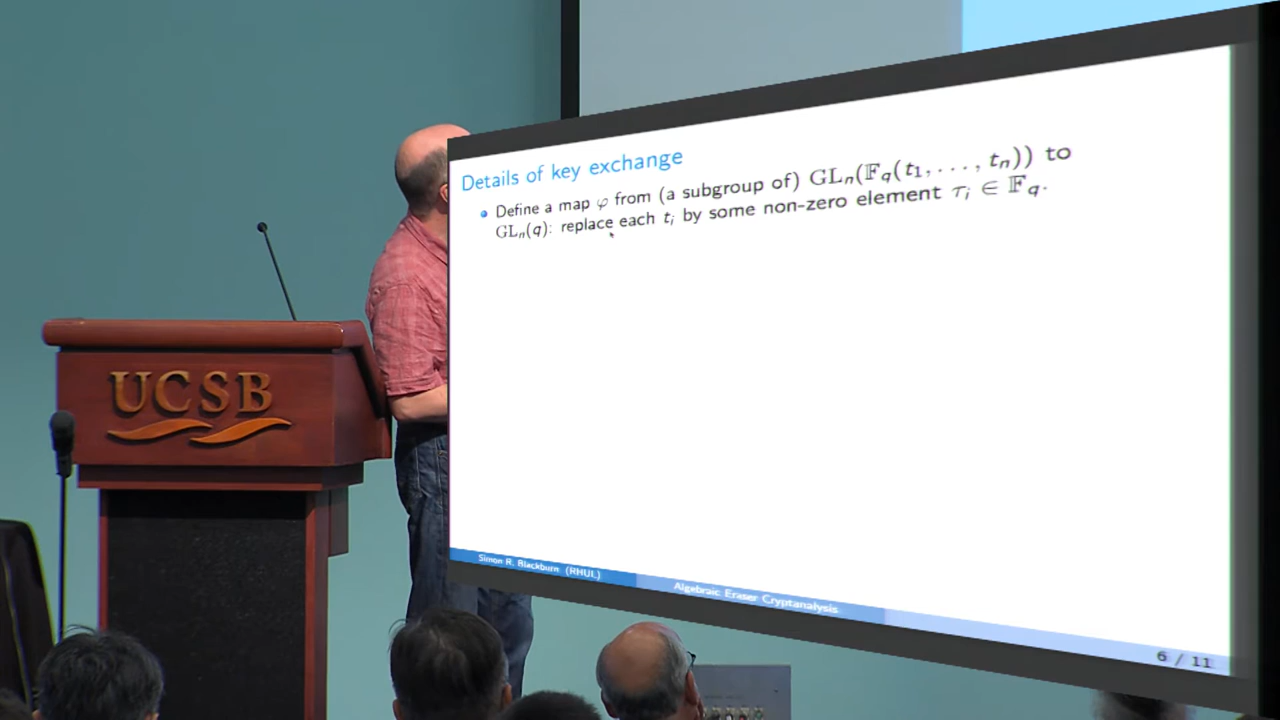 UCSB
Details of key exchange
Define a map φ from (a subgroup of) GLₙ(𝔽_q(t₁, . . . , tₙ)) to
GLₙ(q): replace each tᵢ by some non-zero element τᵢ ∈ 𝔽_q.
Simon R. Blackburn (RHUL)
Algebraic Eraser Cryptanalysis
6 / 11